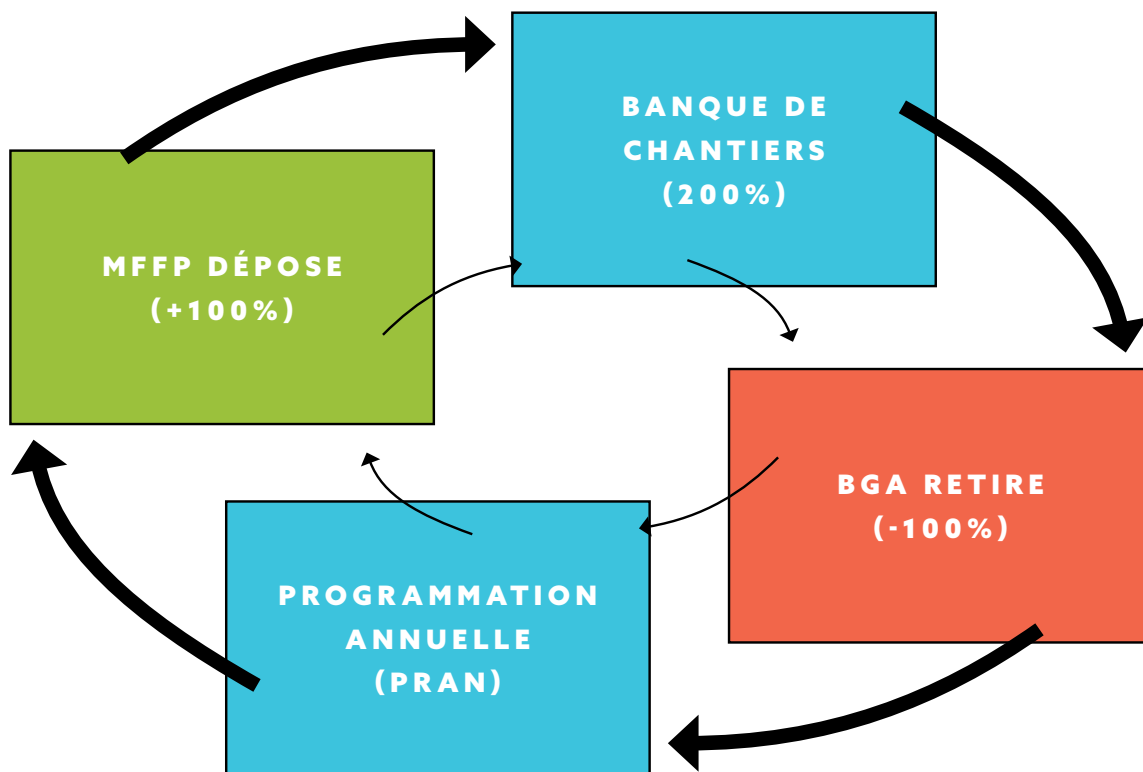 BANQUE DE
CHANTIERS
(200%)
MFFP DÉPOSE
(+100%)
BGA RETIRE
(-100%)
PROGRAMMATION
ANNUELLE
(PRAN)